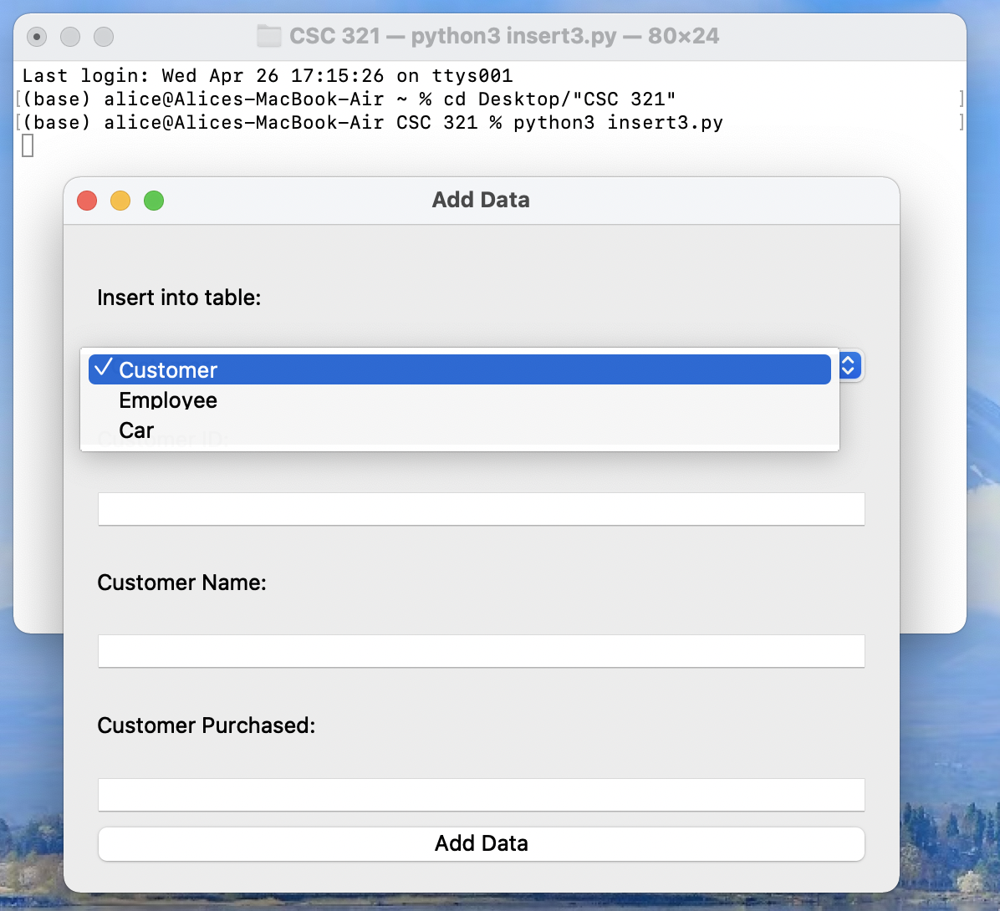 CSC 321 — python3 insert3.py — 80×24
Last login: Wed Apr 26 17:15:26 on ttys001
[(base) alice@Alices-MacBook-Air ~ % cd Desktop/"CSC 321" ]
[(base) alice@Alices-MacBook-Air CSC 321 % python3 insert3.py ]
Add Data
Insert into table:
✓ Customer
Employee
Car
Customer ID:
Customer Name:
Customer Purchased:
Add Data